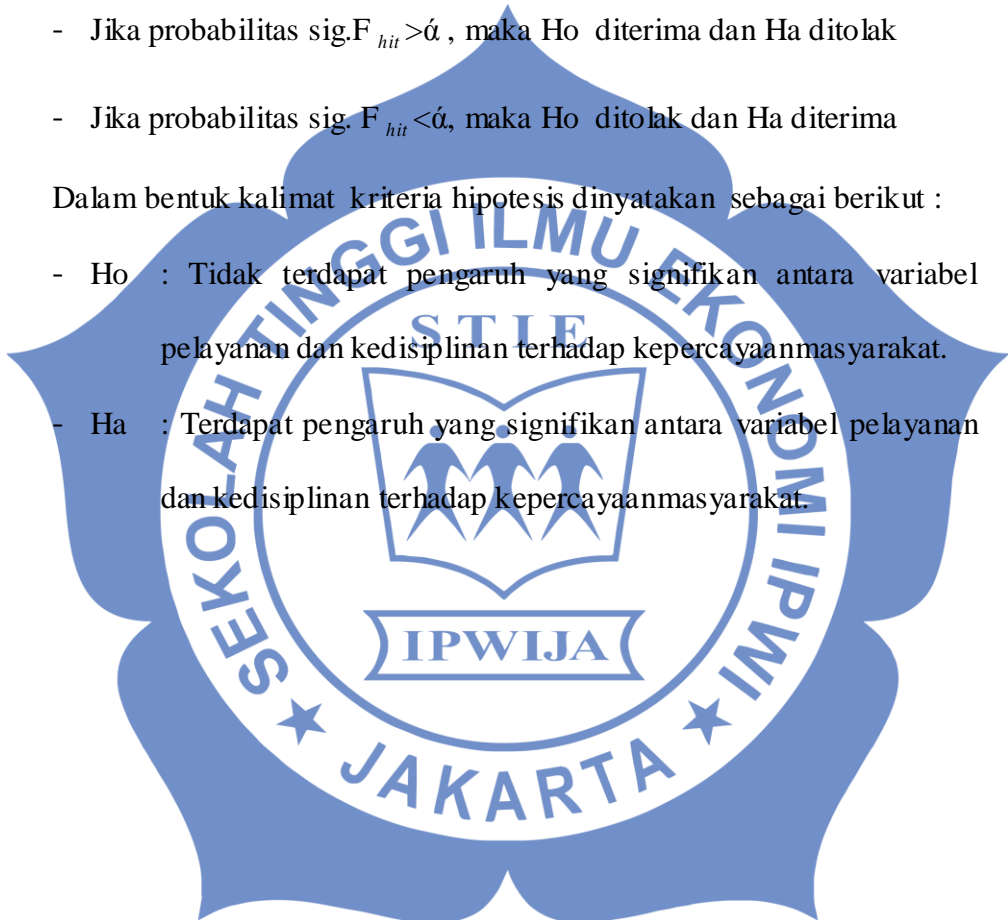 - Jika probabilitas sig.F hit >ά , maka Ho diterima dan Ha ditolak
- Jika probabilitas sig. F hit <ά, maka Ho ditolak dan Ha diterima
Dalam bentuk kalimat kriteria hipotesis dinyatakan sebagai berikut :
- Ho : Tidak terdapat pengaruh yang signifikan antara variabel
pelayanan dan kedisiplinan terhadap kepercayaanmasyarakat.
- Ha : Terdapat pengaruh yang signifikan antara variabel pelayanan
dan kedisiplinan terhadap kepercayaanmasyarakat.
SEKOLAH TINGGI ILMU EKONOMI IPWI
STIE
IPWIJA
★ JAKARTA ★